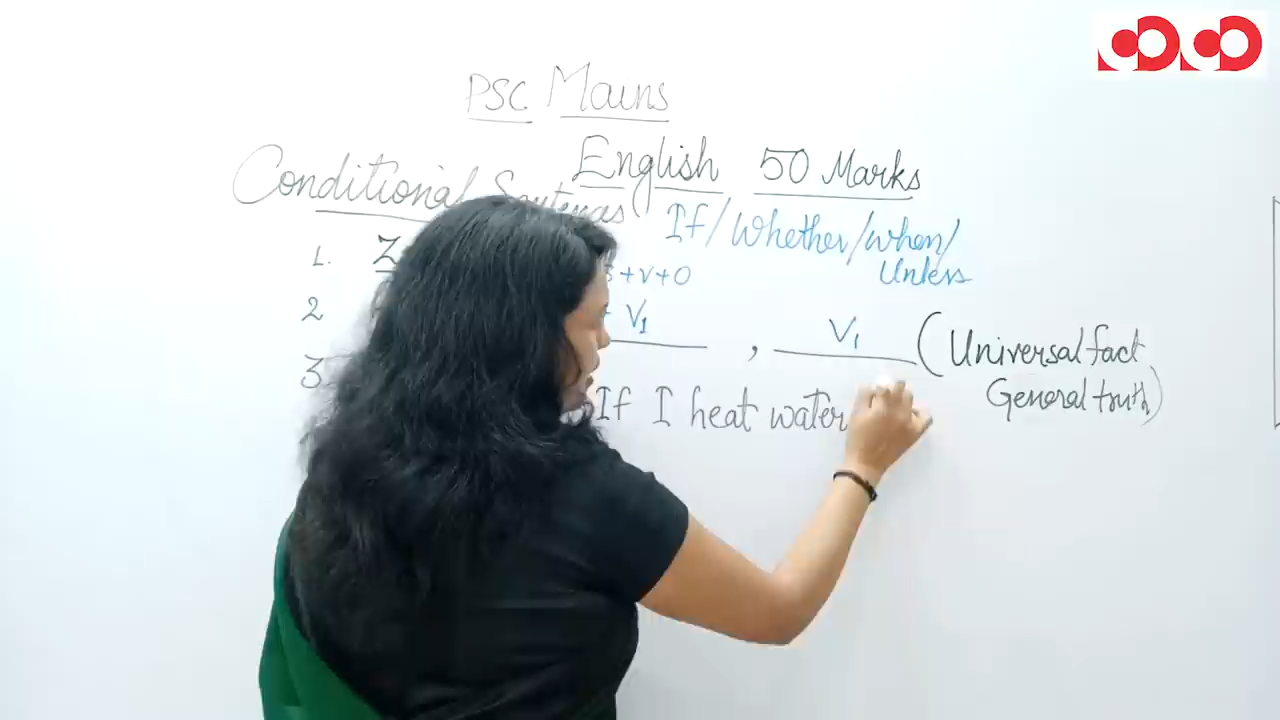 PSC Mains
English 50 Marks
Conditional
If/Whether/when/
Unless
1. Z
+V+O
2
V1
, V1 (Universal fact
General truth)
3
If I heat water